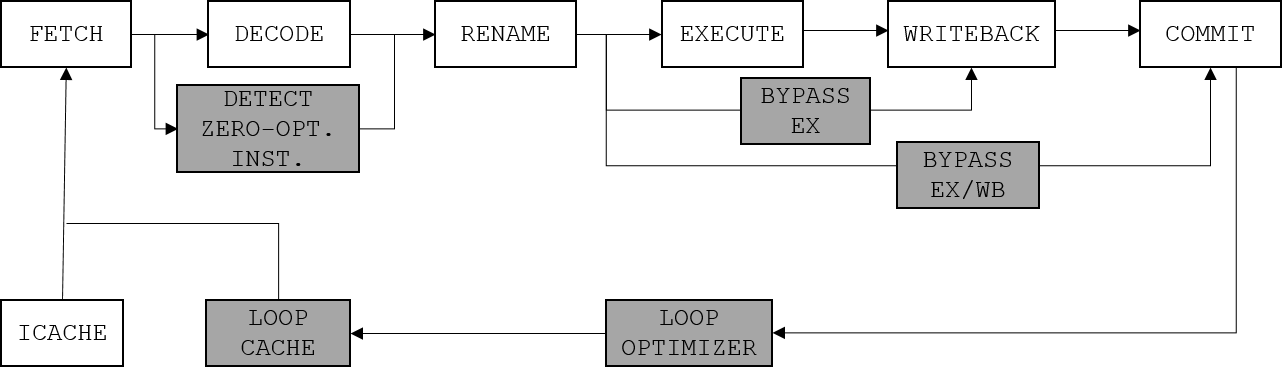 FETCH
DECODE
RENAME
EXECUTE
WRITEBACK
COMMIT
DETECT
ZERO-OPT.
INST.
BYPASS
EX
BYPASS
EX/WB
ICACHE
LOOP
CACHE
LOOP
OPTIMIZER